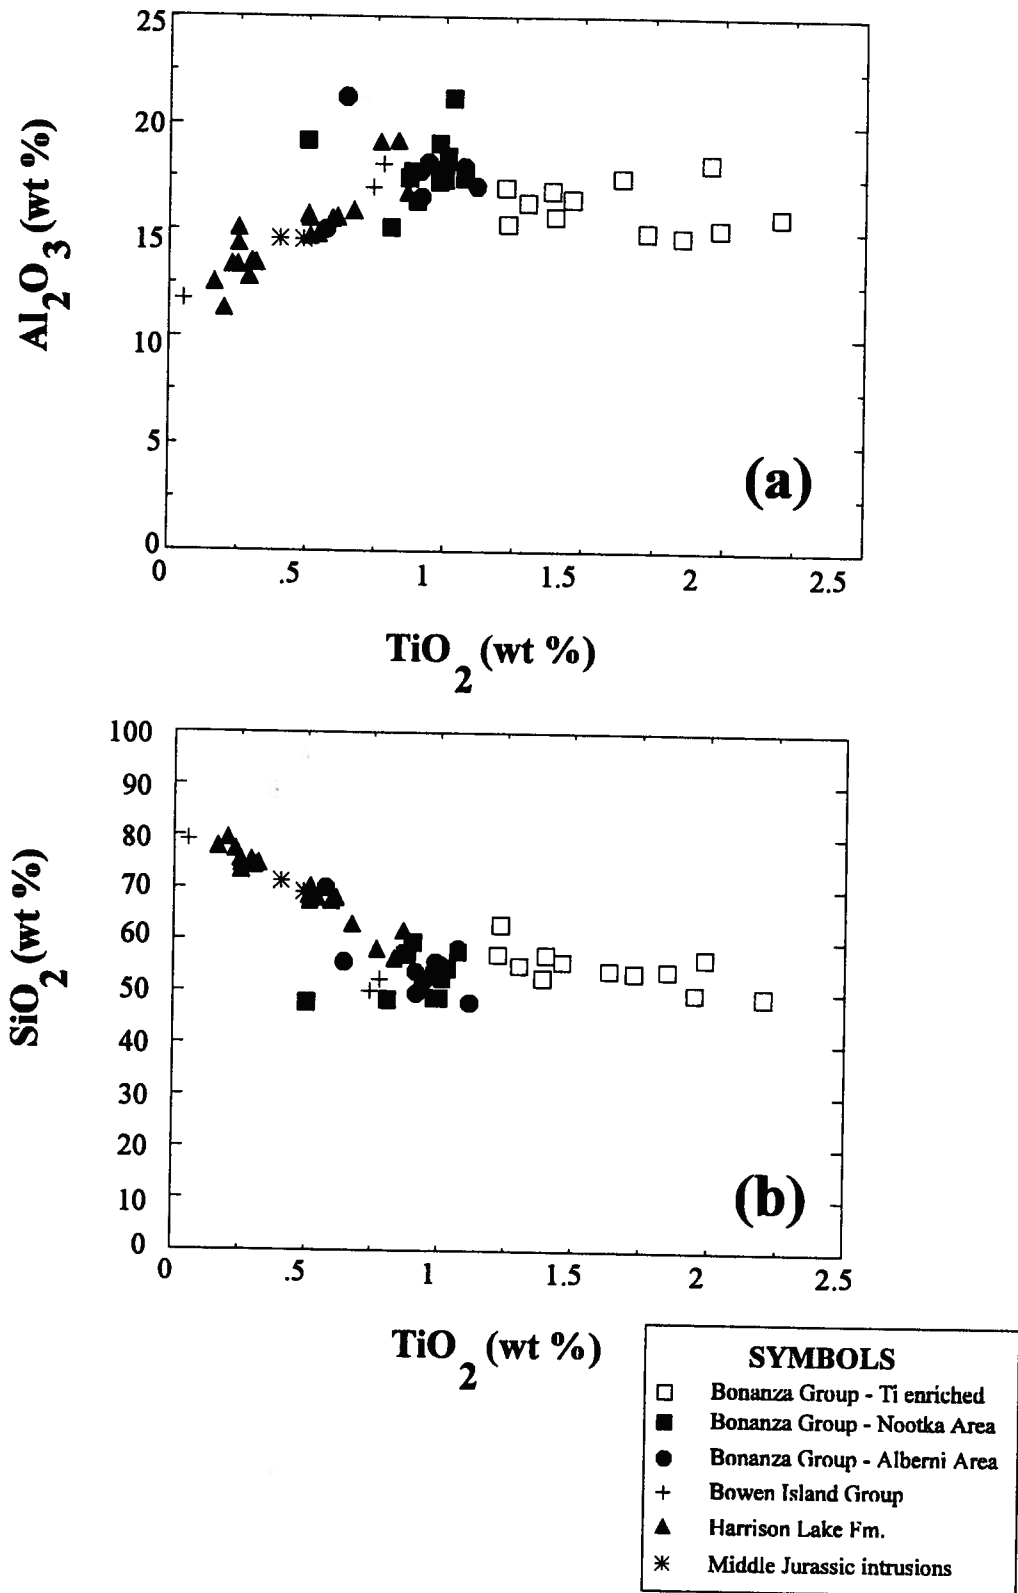 25
20
15
10
5
0
Al2O3 (wt %)
(a)
0 .5 1 1.5 2 2.5
TiO2 (wt %)
100
90
80
70
60
50
40
30
20
10
0
SiO2 (wt %)
(b)
0 .5 1 1.5 2 2.5
TiO2 (wt %)
SYMBOLS
Bonanza Group - Ti enriched
Bonanza Group - Nootka Area
Bonanza Group - Alberni Area
Bowen Island Group
Harrison Lake Fm.
Middle Jurassic intrusions